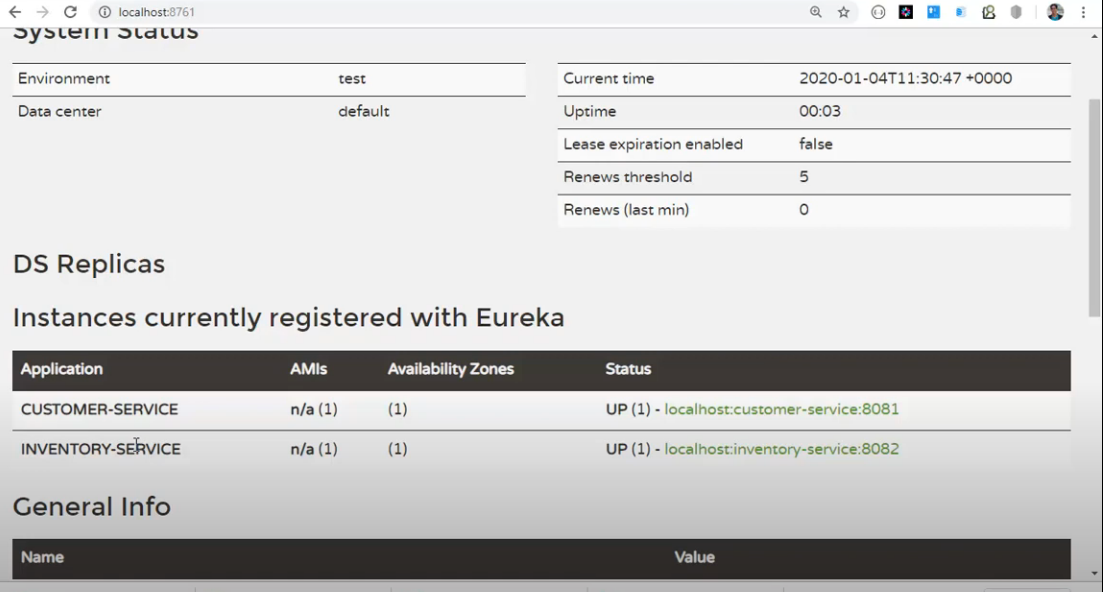 localhost:8761
System Status
Environment test
Data center default
Current time 2020-01-04T11:30:47 +0000
Uptime 00:03
Lease expiration enabled false
Renews threshold 5
Renews (last min) 0
DS Replicas
Instances currently registered with Eureka
Application AMIs Availability Zones Status
CUSTOMER-SERVICE n/a (1) (1) UP (1) - localhost:customer-service:8081
INVENTORY-SERVICE n/a (1) (1) UP (1) - localhost:inventory-service:8082
General Info
Name Value